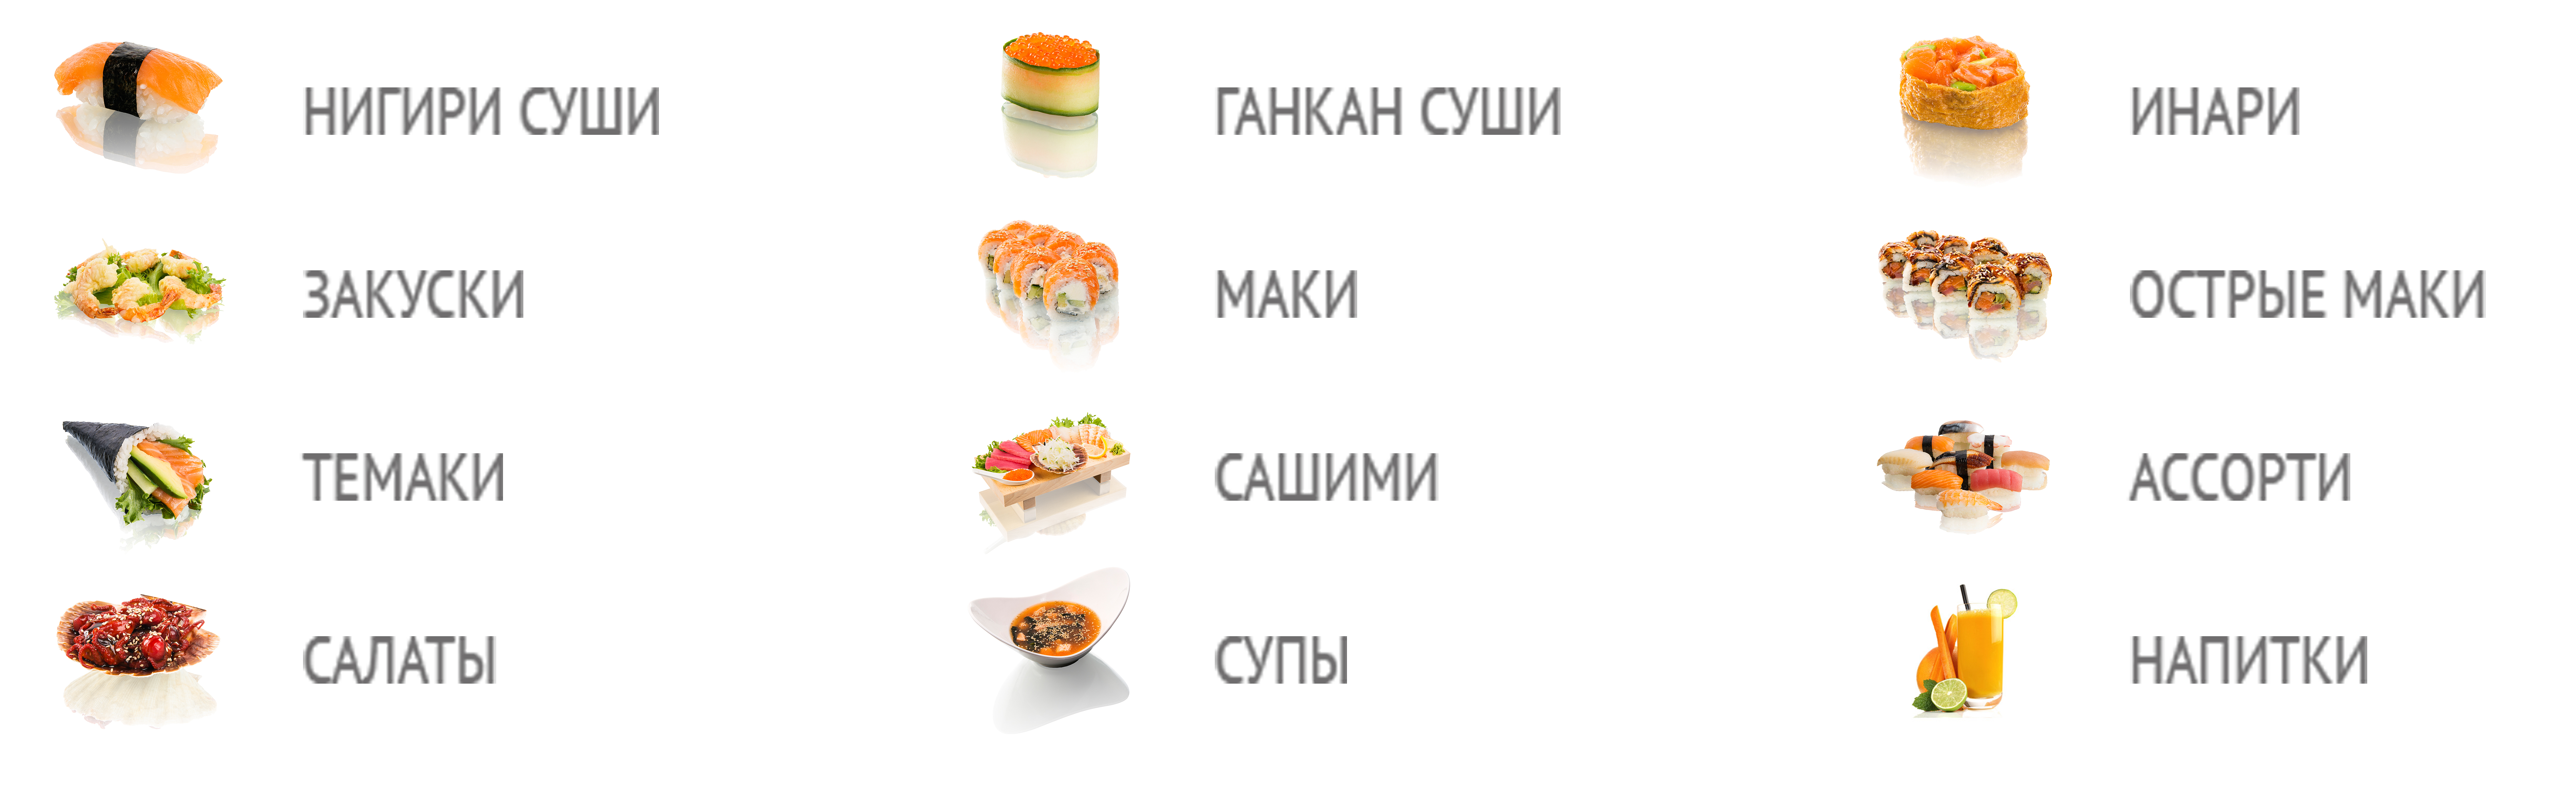 НИГИРИ СУШИ
ГАНКАН СУШИ
ИНАРИ
ЗАКУСКИ
МАКИ
ОСТРЫЕ МАКИ
ТЕМАКИ
САШИМИ
АССОРТИ
САЛАТЫ
СУПЫ
НАПИТКИ